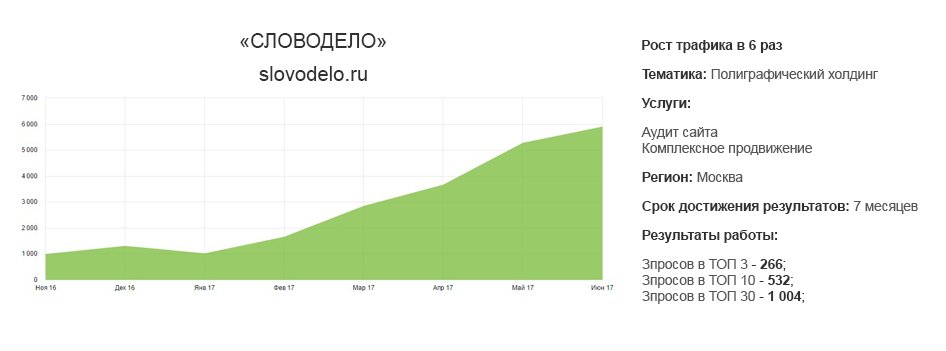 «СЛОВОДЕЛО»
slovodelo.ru
7 000
6 000
5 000
4 000
3 000
2 000
1 000
0
Ноя 16 Дек 16 Янв 17 Фев 17 Мар 17 Апр 17 Май 17 Июн 17
Рост трафика в 6 раз
Тематика: Полиграфический холдинг
Услуги:
Аудит сайта
Комплексное продвижение
Регион: Москва
Срок достижения результатов: 7 месяцев
Результаты работы:
Зпросов в ТОП 3 - 266;
Зпросов в ТОП 10 - 532;
Зпросов в ТОП 30 - 1 004;